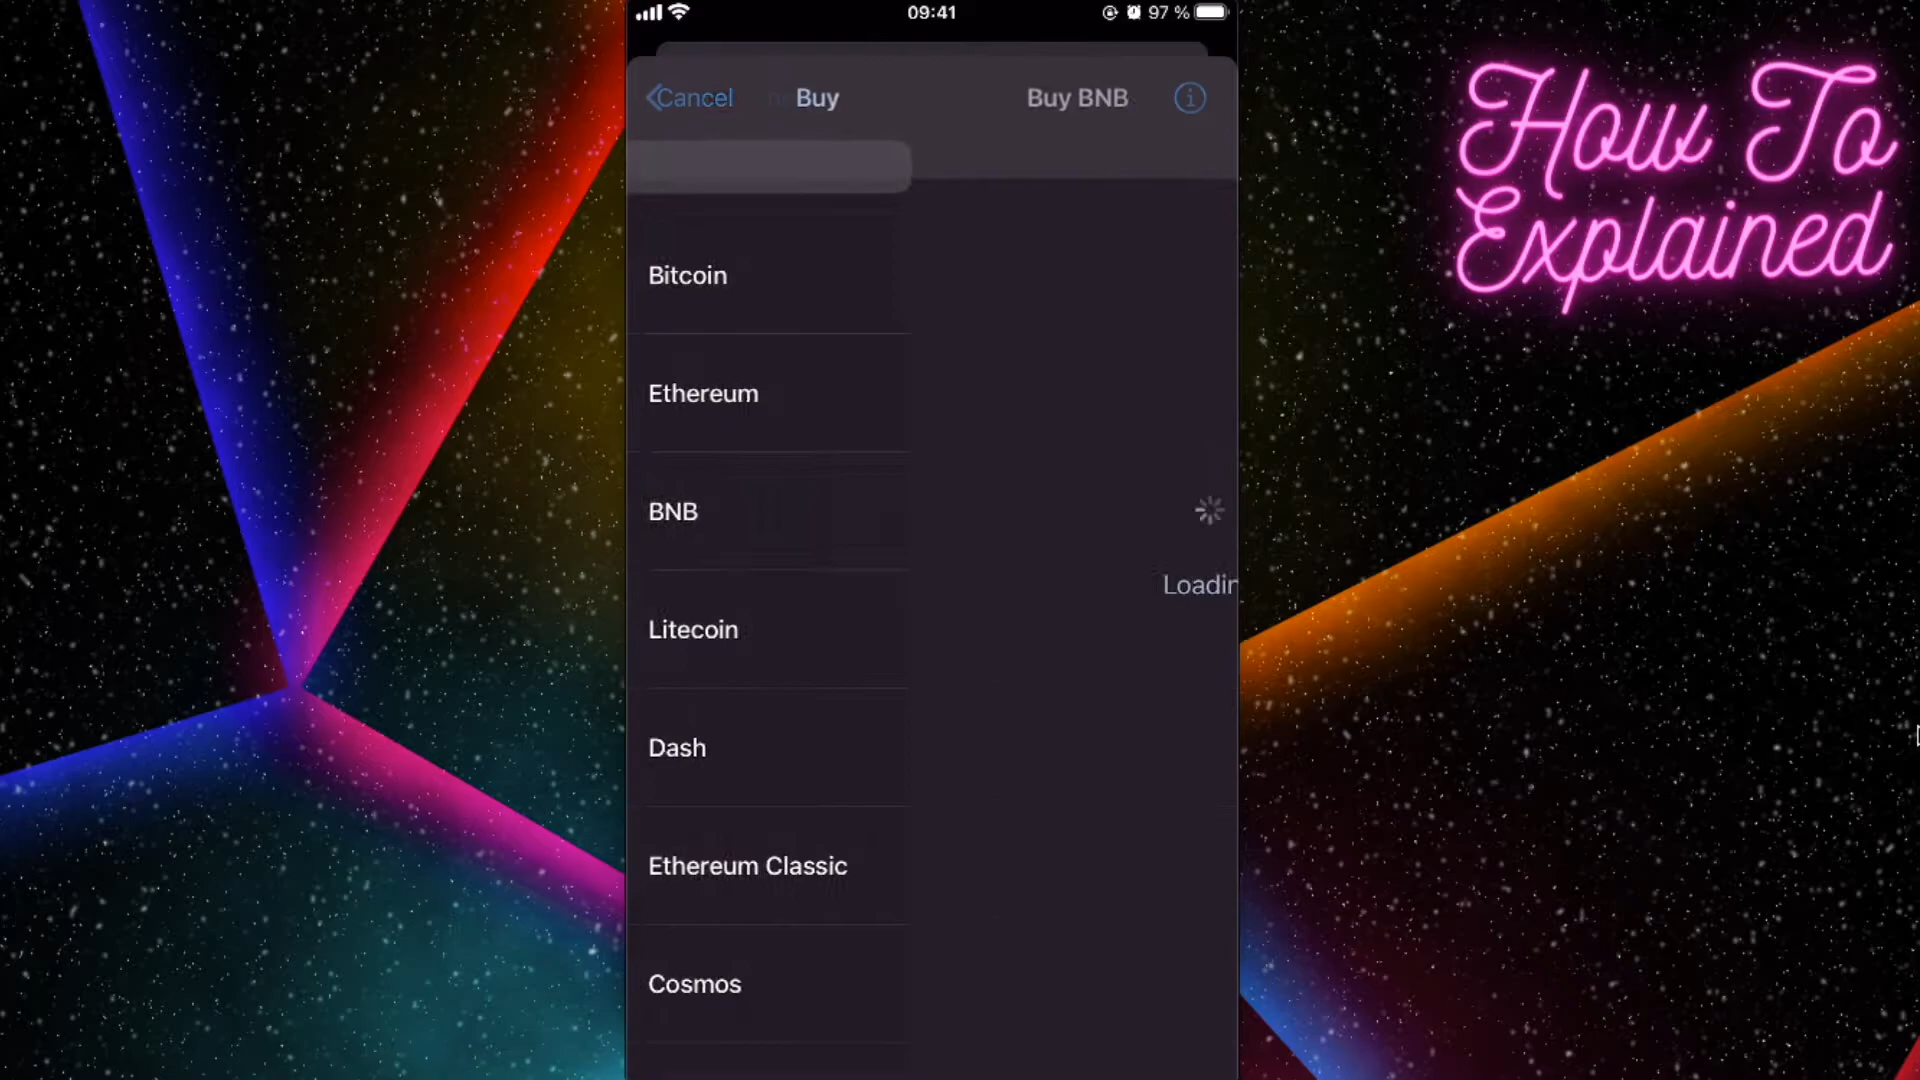 09:41
97 %
Cancel
Buy
Buy BNB
How To
Explained
Bitcoin
Ethereum
BNB
Loadin
Litecoin
Dash
Ethereum Classic
Cosmos